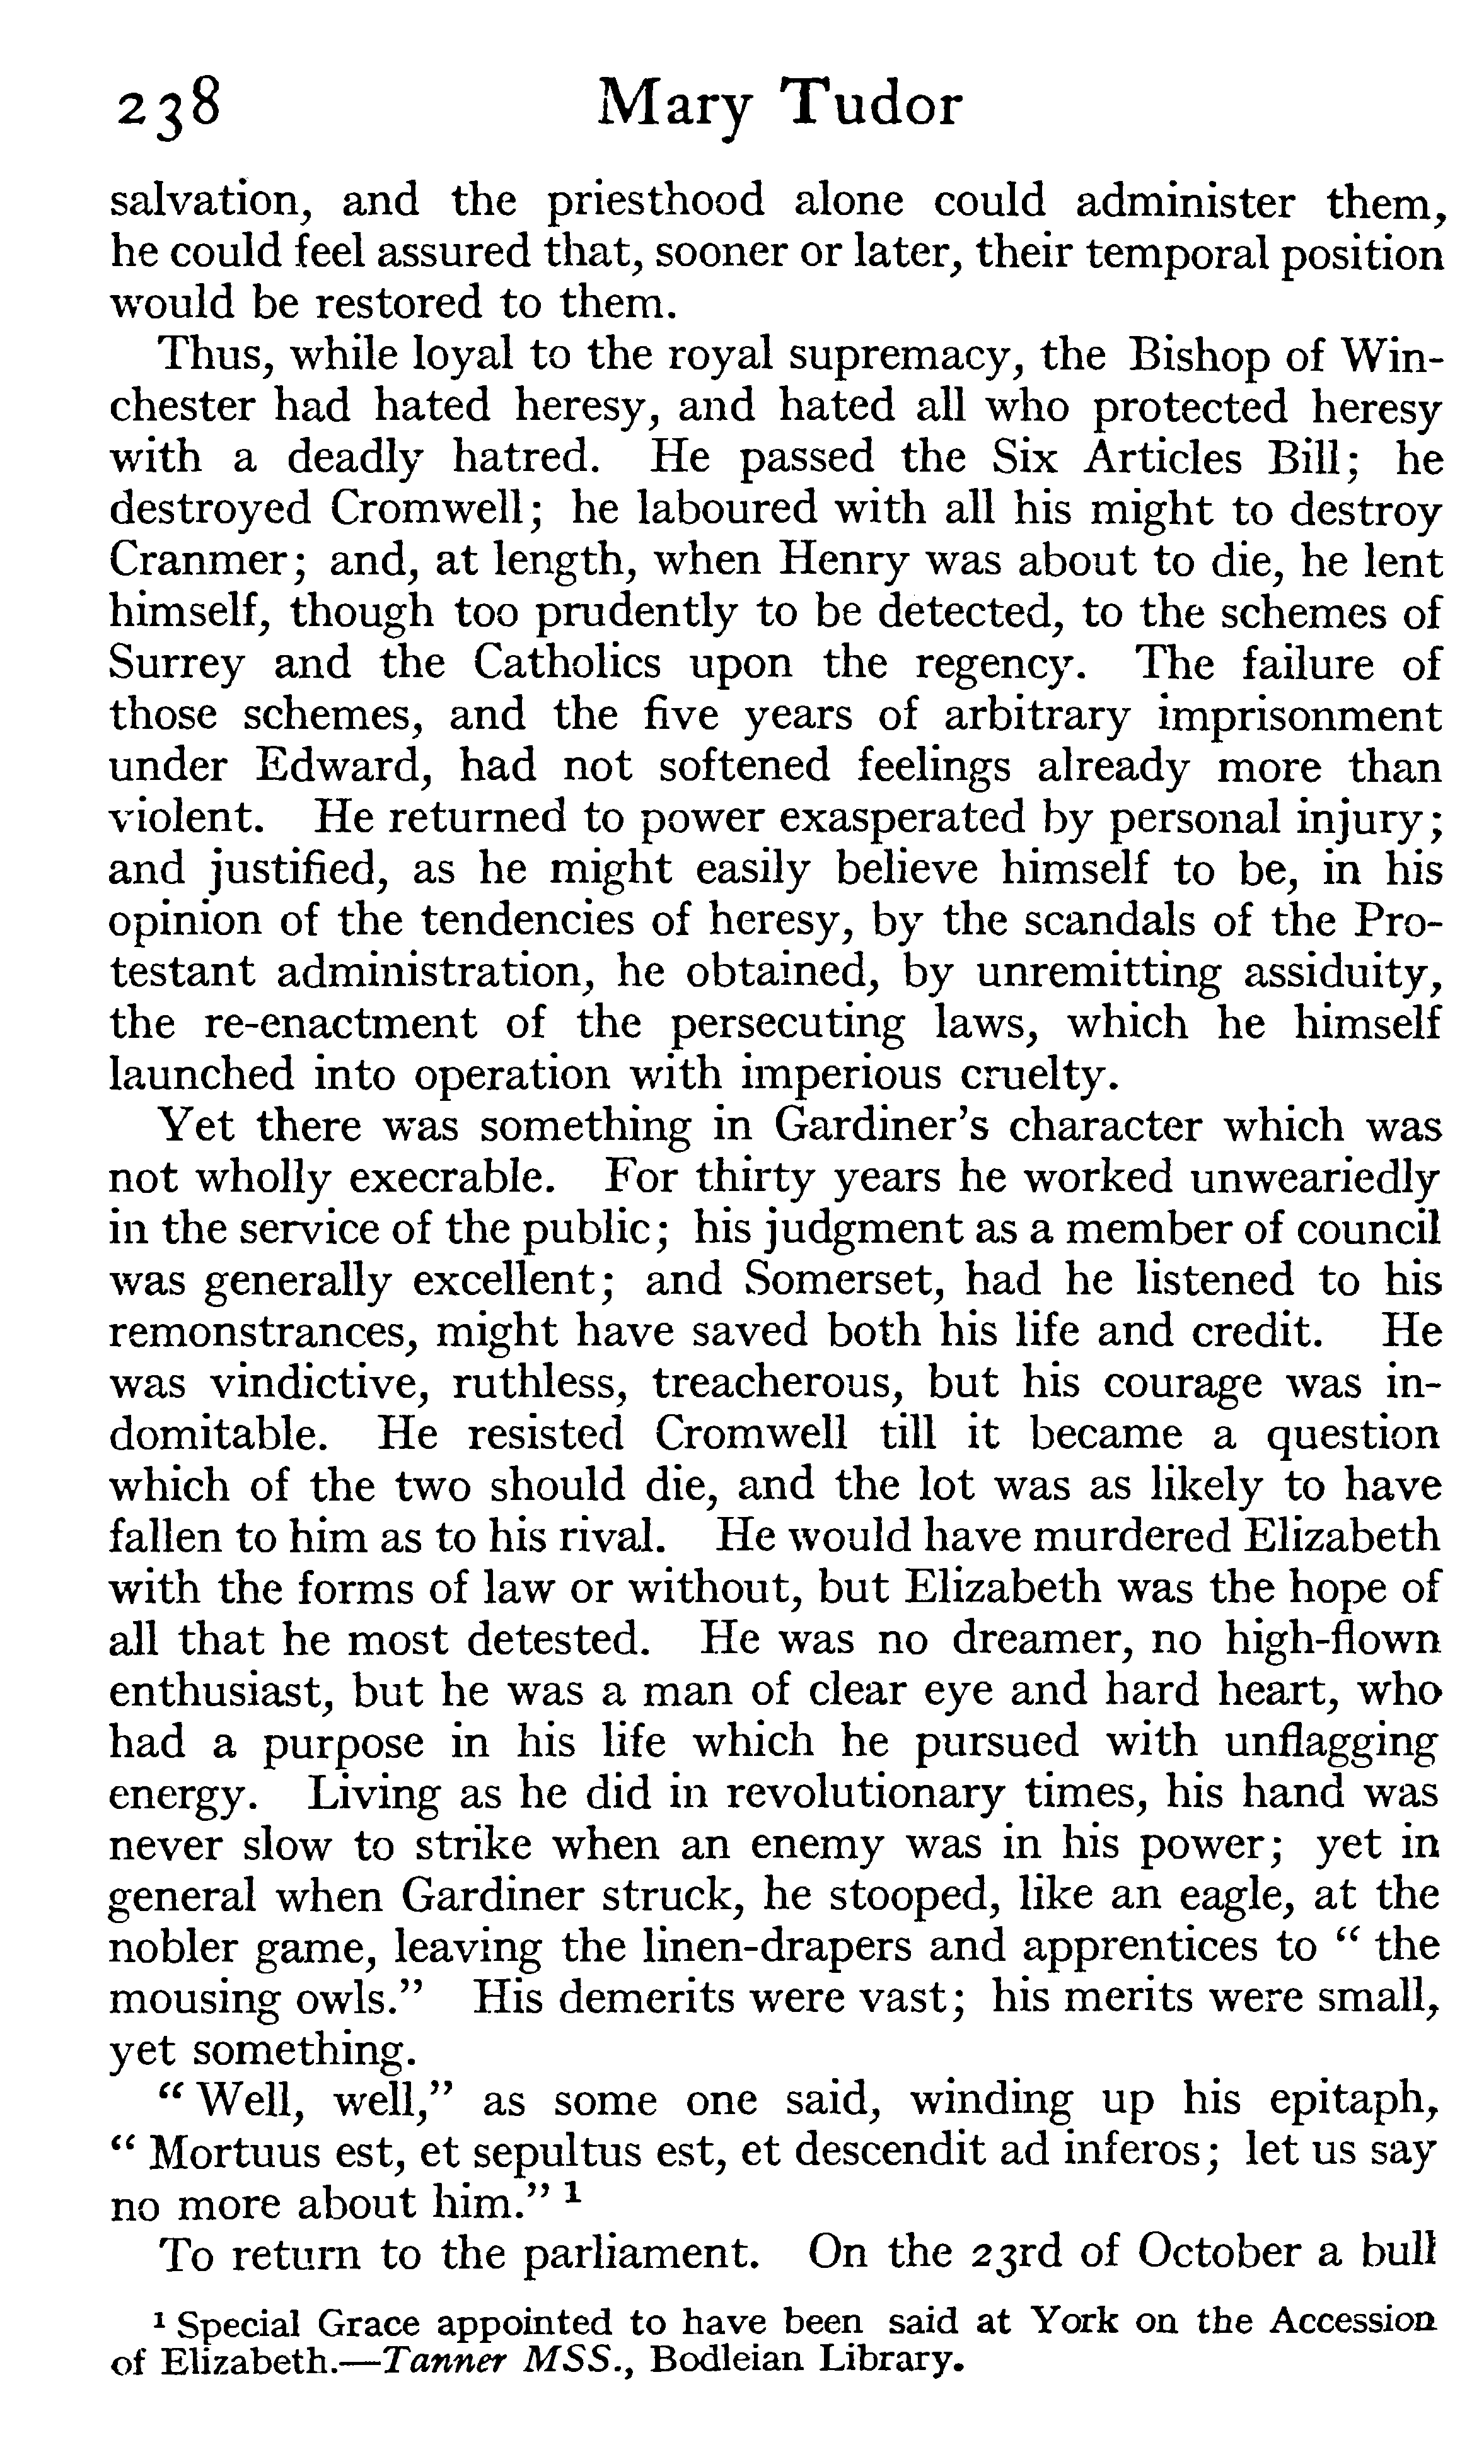 238 Mary Tudor
salvation, and the priesthood alone could administer them,
he could feel assured that, sooner or later, their temporal position
would be restored to them.
Thus, while loyal to the royal supremacy, the Bishop of Win-
chester had hated heresy, and hated all who protected heresy
with a deadly hatred. He passed the Six Articles Bill; he
destroyed Cromwell; he laboured with all his might to destroy
Cranmer; and, at length, when Henry was about to die, he lent
himself, though too prudently to be detected, to the schemes of
Surrey and the Catholics upon the regency. The failure of
those schemes, and the five years of arbitrary imprisonment
under Edward, had not softened feelings already more than
violent. He returned to power exasperated by personal injury;
and justified, as he might easily believe himself to be, in his
opinion of the tendencies of heresy, by the scandals of the Pro-
testant administration, he obtained, by unremitting assiduity,
the re-enactment of the persecuting laws, which he himself
launched into operation with imperious cruelty.
Yet there was something in Gardiner's character which was
not wholly execrable. For thirty years he worked unweariedly
in the service of the public; his judgment as a member of council
was generally excellent; and Somerset, had he listened to his
remonstrances, might have saved both his life and credit. He
was vindictive, ruthless, treacherous, but his courage was in-
domitable. He resisted Cromwell till it became a question
which of the two should die, and the lot was as likely to have
fallen to him as to his rival. He would have murdered Elizabeth
with the forms of law or without, but Elizabeth was the hope of
all that he most detested. He was no dreamer, no high-flown
enthusiast, but he was a man of clear eye and hard heart, who
had a purpose in his life which he pursued with unflagging
energy. Living as he did in revolutionary times, his hand was
never slow to strike when an enemy was in his power; yet in
general when Gardiner struck, he stooped, like an eagle, at the
nobler game, leaving the linen-drapers and apprentices to “ the
mousing owls.” His demerits were vast; his merits were small,
yet something.
“ Well, well,” as some one said, winding up his epitaph,
“ Mortuus est, et sepultus est, et descendit ad inferos; let us say
no more about him.” ¹
To return to the parliament. On the 23rd of October a bull
¹ Special Grace appointed to have been said at York on the Accession
of Elizabeth.—Tanner MSS., Bodleian Library.